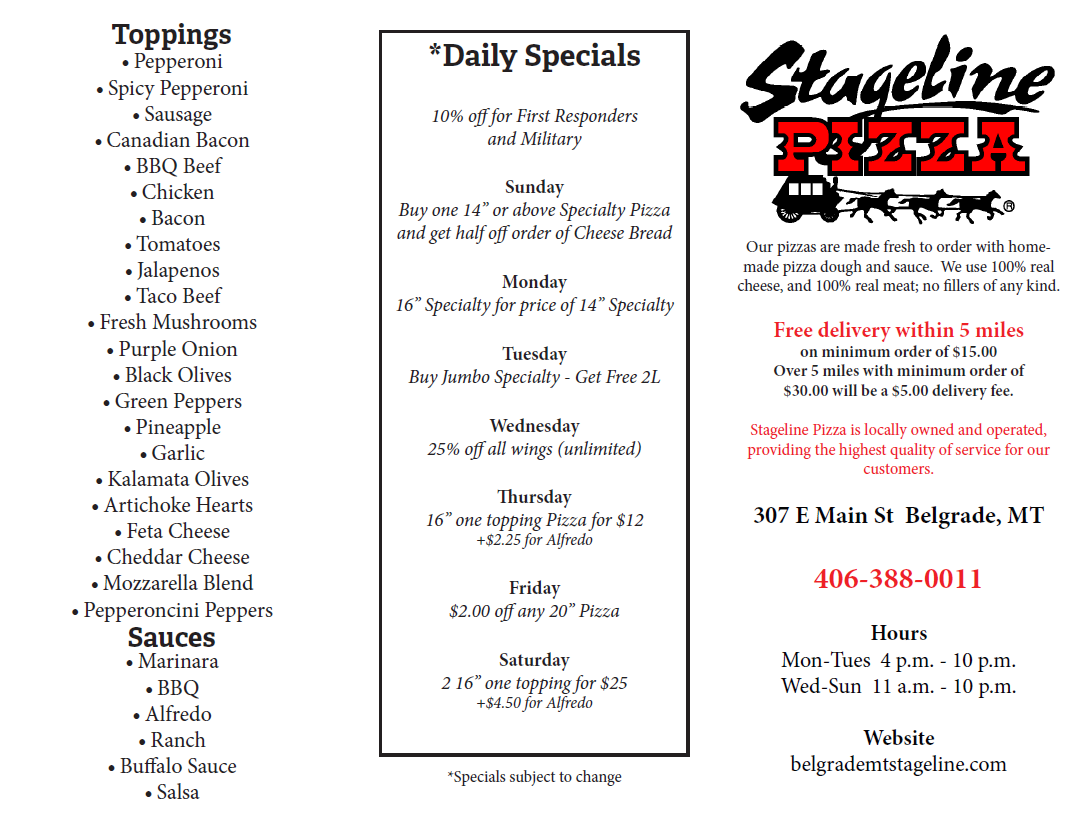 Toppings
• Pepperoni
• Spicy Pepperoni
• Sausage
• Canadian Bacon
• BBQ Beef
• Chicken
• Bacon
• Tomatoes
• Jalapenos
• Taco Beef
• Fresh Mushrooms
• Purple Onion
• Black Olives
• Green Peppers
• Pineapple
• Garlic
• Kalamata Olives
• Artichoke Hearts
• Feta Cheese
• Cheddar Cheese
• Mozzarella Blend
• Pepperoncini Peppers
Sauces
• Marinara
• BBQ
• Alfredo
• Ranch
• Buffalo Sauce
• Salsa
*Daily Specials
10% off for First Responders
and Military
Sunday
Buy one 14” or above Specialty Pizza
and get half off order of Cheese Bread
Monday
16” Specialty for price of 14” Specialty
Tuesday
Buy Jumbo Specialty - Get Free 2L
Wednesday
25% off all wings (unlimited)
Thursday
16” one topping Pizza for $12
+$2.25 for Alfredo
Friday
$2.00 off any 20” Pizza
Saturday
2 16” one topping for $25
+$4.50 for Alfredo
*Specials subject to change
Stageline
PIZZA
®
Our pizzas are made fresh to order with home-
made pizza dough and sauce. We use 100% real
cheese, and 100% real meat; no fillers of any kind.
Free delivery within 5 miles
on minimum order of $15.00
Over 5 miles with minimum order of
$30.00 will be a $5.00 delivery fee.
Stageline Pizza is locally owned and operated,
providing the highest quality of service for our
customers.
307 E Main St Belgrade, MT
406-388-0011
Hours
Mon-Tues 4 p.m. - 10 p.m.
Wed-Sun 11 a.m. - 10 p.m.
Website
belgrademtstageline.com